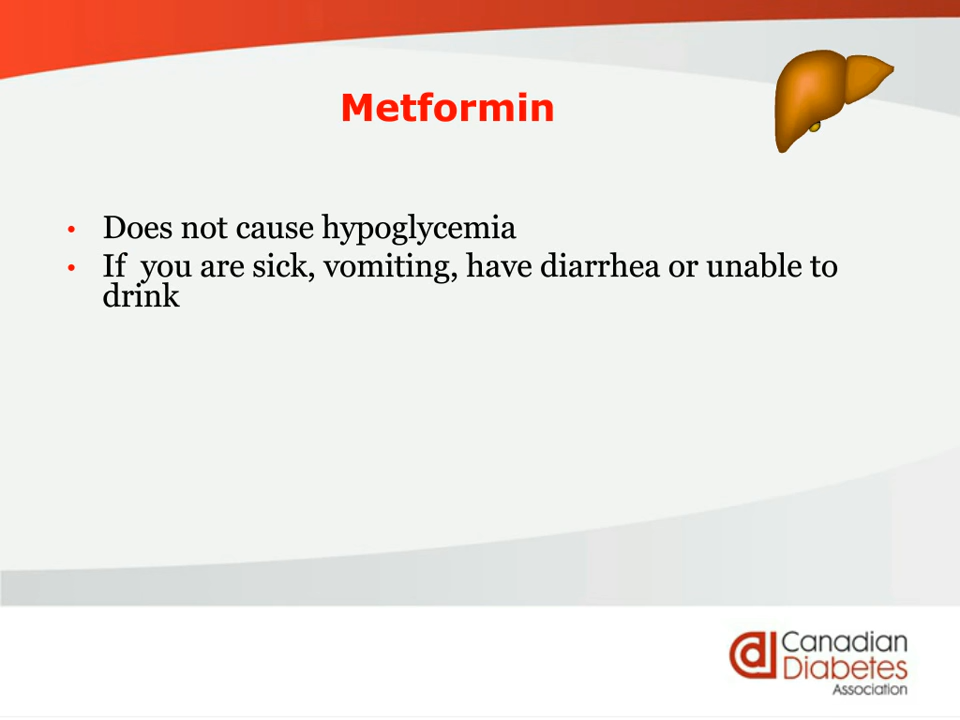 Metformin
• Does not cause hypoglycemia
• If  you are sick, vomiting, have diarrhea or unable to
drink
Canadian
Diabetes
Association